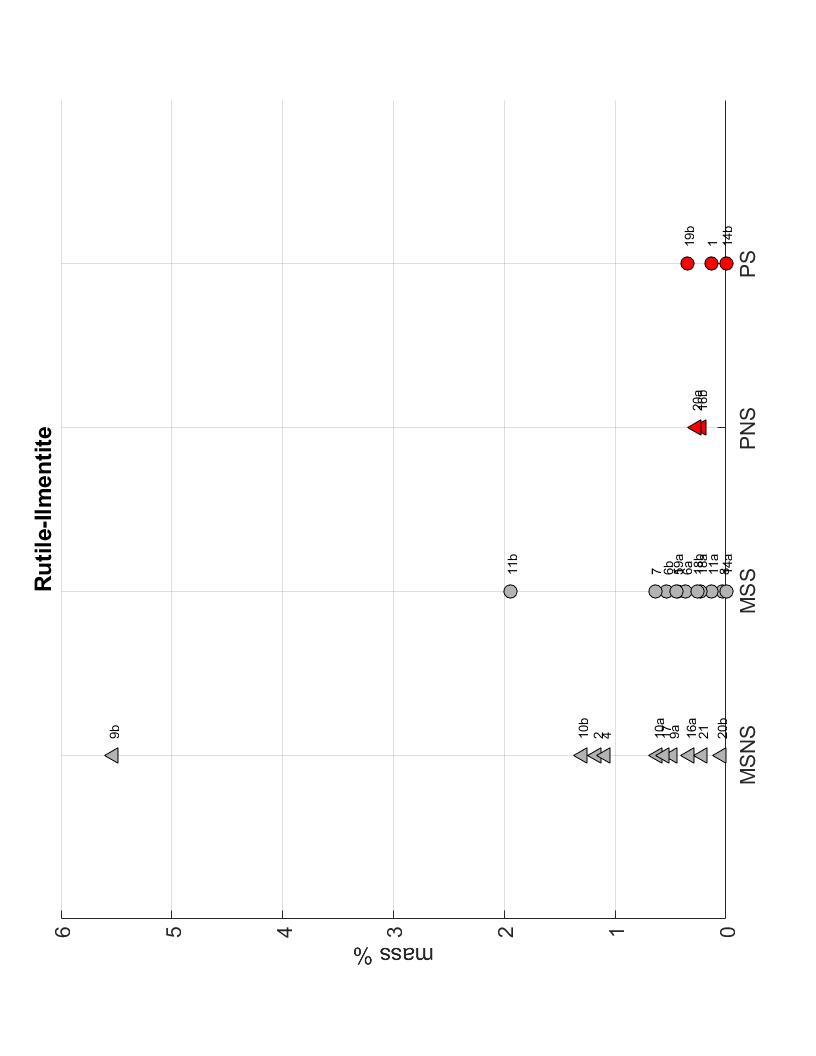 Rutile-Ilmentite
6
5
4
3
2
1
0
mass %
9b
10b
2
4
10a
17
9a
16a
21
20b
11b
7
6b
19a
6a
18b
18a
11a
8
14a
20a
16b
19b
1
14b
MSNS
MSS
PNS
PS